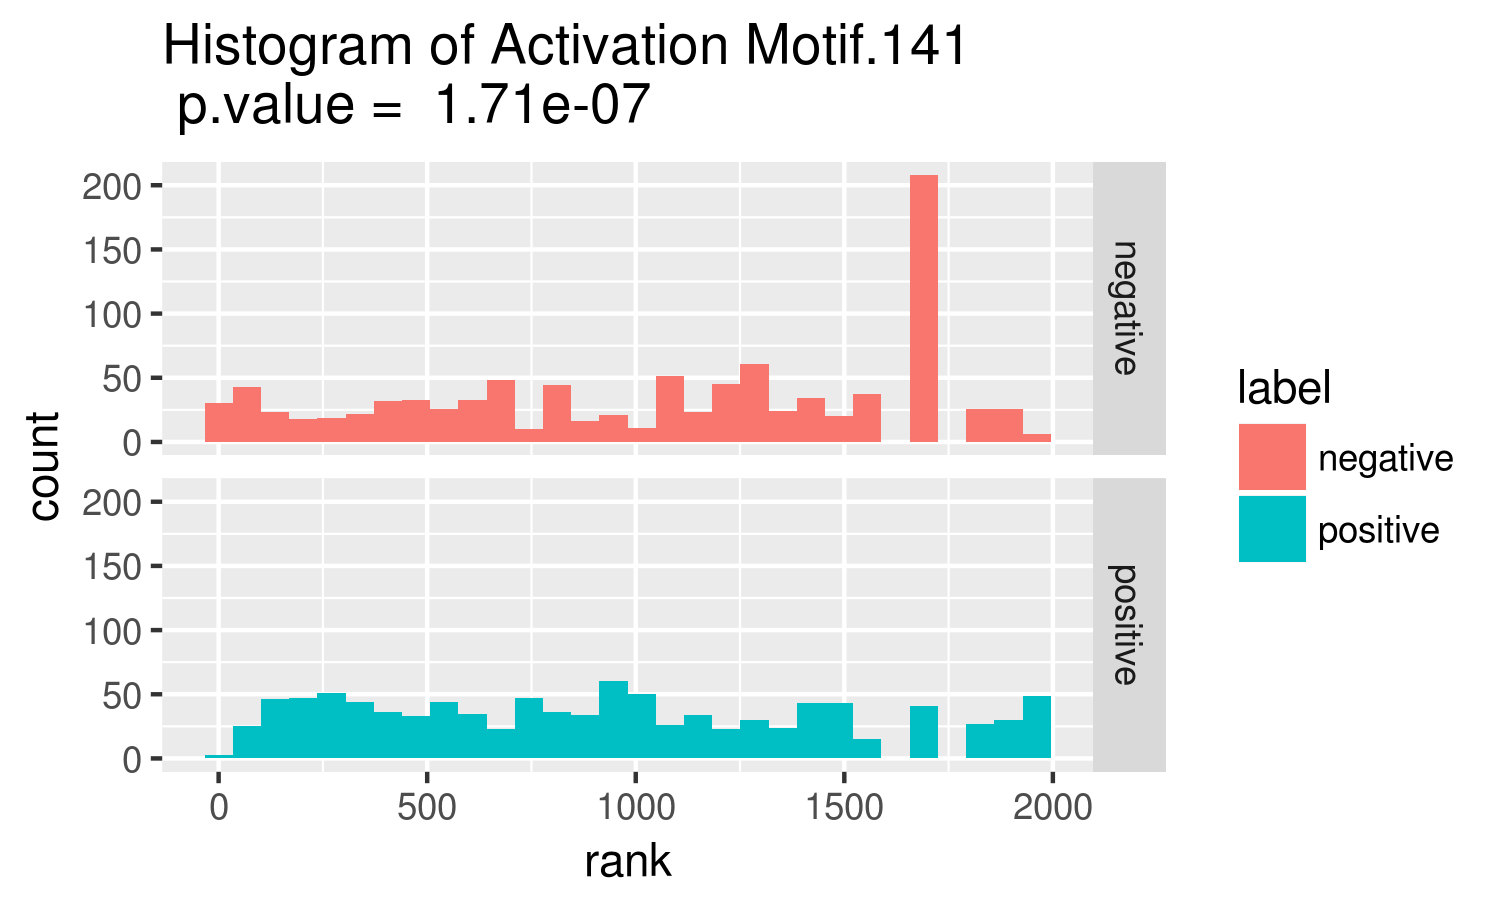 Histogram of Activation Motif.141
p.value = 1.71e-07
200
150
100
50
0
negative
200
150
100
50
0
positive
count
0 500 1000 1500 2000
rank
label
negative
positive